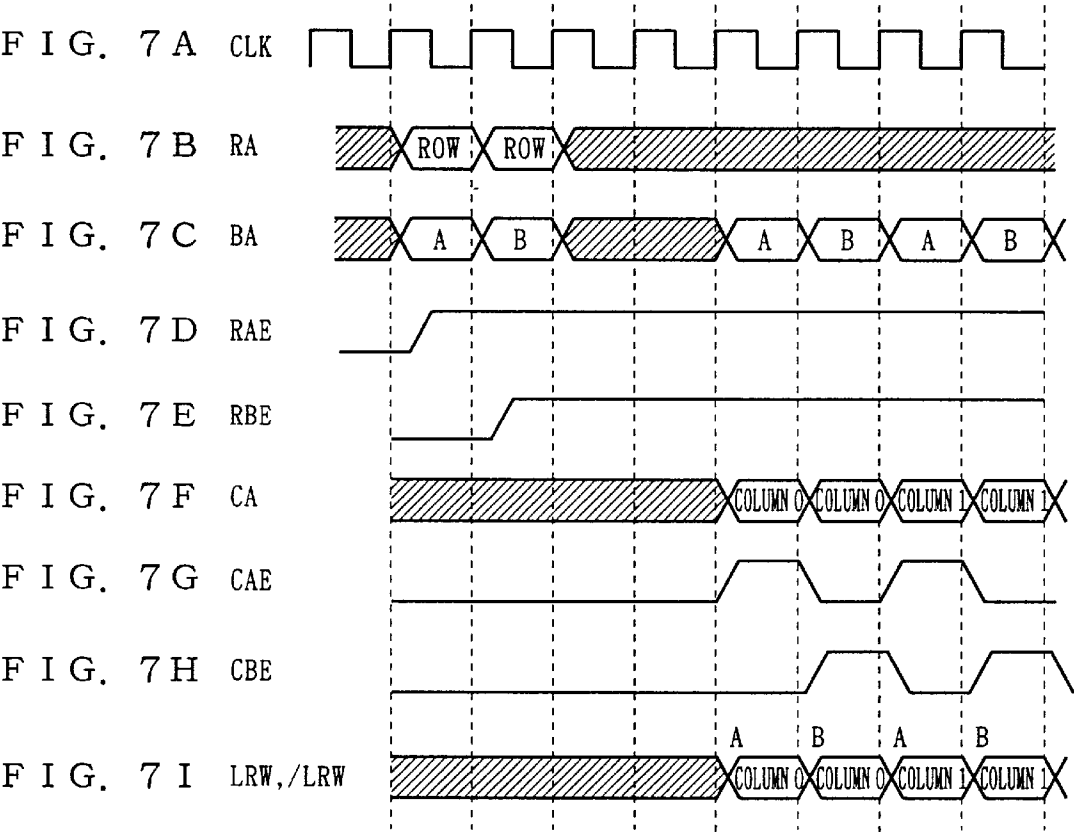 FIG. 7A CLK
FIG. 7B RA ROW ROW
FIG. 7C BA A B A B A B
FIG. 7D RAE
FIG. 7E RBE
FIG. 7F CA COLUMN 0 COLUMN 0 COLUMN 1 COLUMN 1
FIG. 7G CAE
FIG. 7H CBE
A B A B
FIG. 7I LRW,/LRW COLUMN 0 COLUMN 0 COLUMN 1 COLUMN 1